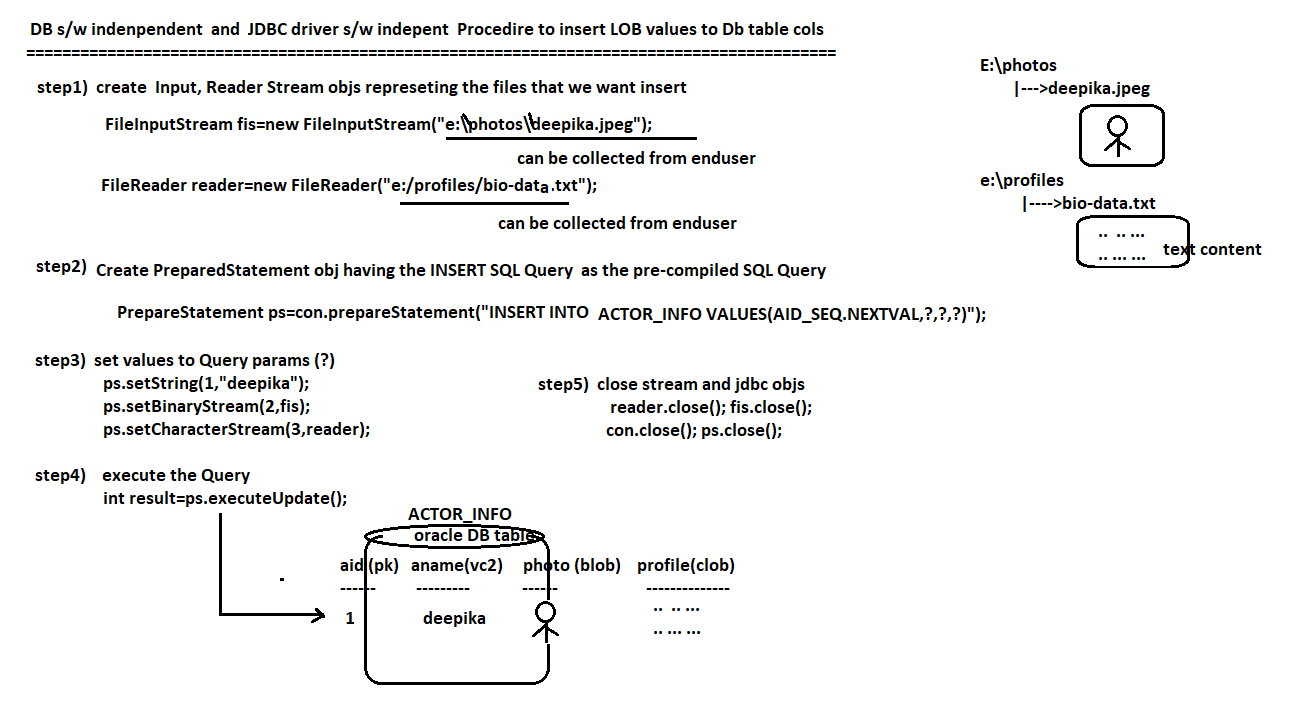 DB s/w indenpendent and JDBC driver s/w indepent Procedire to insert LOB values to Db table cols
==========================================================================================
step1) create Input, Reader Stream objs represeting the files that we want insert
FileInputStream fis=new FileInputStream("e:\\photos\\deepika.jpeg");
can be collected from enduser
FileReader reader=new FileReader("e:/profiles/bio-data.txt");
can be collected from enduser
E:\photos
|--->deepika.jpeg
e:\profiles
|---->bio-data.txt
.. .. ...
.. ... ...
text content
step2) Create PreparedStatement obj having the INSERT SQL Query as the pre-compiled SQL Query
PrepareStatement ps=con.prepareStatement("INSERT INTO ACTOR_INFO VALUES(AID_SEQ.NEXTVAL,?,?,?)");
step3) set values to Query params (?)
ps.setString(1,"deepika");
ps.setBinaryStream(2,fis);
ps.setCharacterStream(3,reader);
step5) close stream and jdbc objs
reader.close(); fis.close();
con.close(); ps.close();
step4) execute the Query
int result=ps.executeUpdate();
ACTOR_INFO
oracle DB table
aid (pk) aname(vc2) photo (blob) profile(clob)
------ --------- ------ --------------
1 deepika .. .. ...
.. ... ...